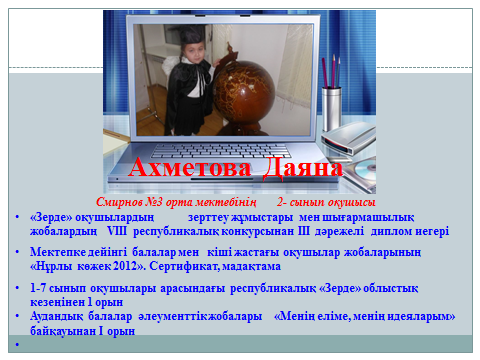 Ахметова Даяна
Смирнов №3 орта мектебінің 2- сынып оқушысы
• «Зерде» оқушылардың зерттеу жұмыстары мен шығармашылық
жобалардың VIII республикалық конкурсынан III дәрежелі диплом иегері
• Мектепке дейінгі балалар мен кіші жастағы оқушылар жобаларының
«Нұрлы көжек 2012». Сертификат, мадақтама
• 1-7 сынып оқушылары арасындағы республикалық «Зерде» облыстық
кезеңінен 1 орын
• Аудандық балалар әлеуметтік жобалары «Менің еліме, менің идеяларым»
байқауынан I орын
•